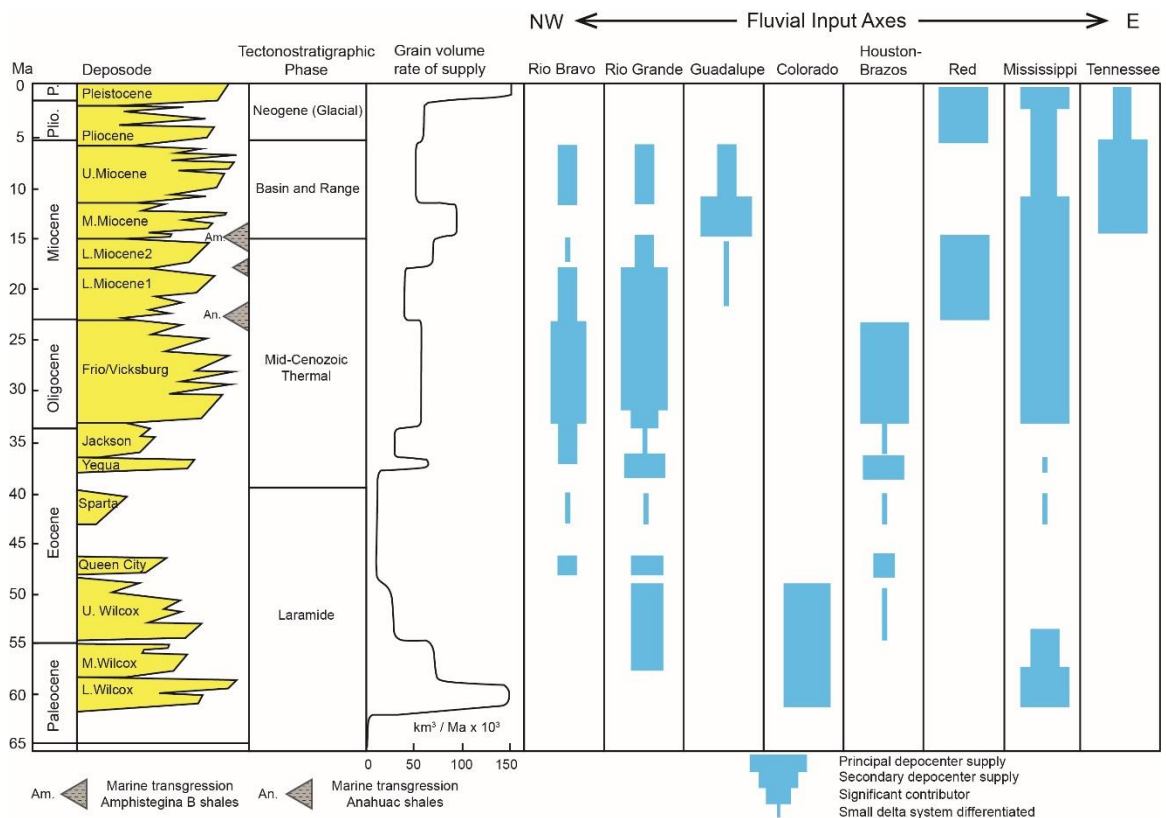 NW Fluvial Input Axes E
Tectonostratigraphic
Phase
Grain volume
rate of supply
Houston-
Brazos
Ma Deposode Rio Bravo Rio Grande Guadalupe Colorado Red Mississippi Tennessee
0
5
10
15
20
25
30
35
40
45
50
55
60
65
P.
Plio.
Miocene
Oligocene
Eocene
Paleocene
Pleistocene
Pliocene
U.Miocene
M.Miocene
L.Miocene2
L.Miocene1
Frio/Vicksburg
Jackson
Yegua
Sparta
Queen City
U. Wilcox
M.Wilcox
L.Wilcox
Am.
An.
Neogene (Glacial)
Basin and Range
Mid-Cenozoic
Thermal
Laramide
km³ / Ma x 10³
0 50 100 150
Am. Marine transgression
Amphistegina B shales
An. Marine transgression
Anahuac shales
Principal depocenter supply
Secondary depocenter supply
Significant contributor
Small delta system differentiated